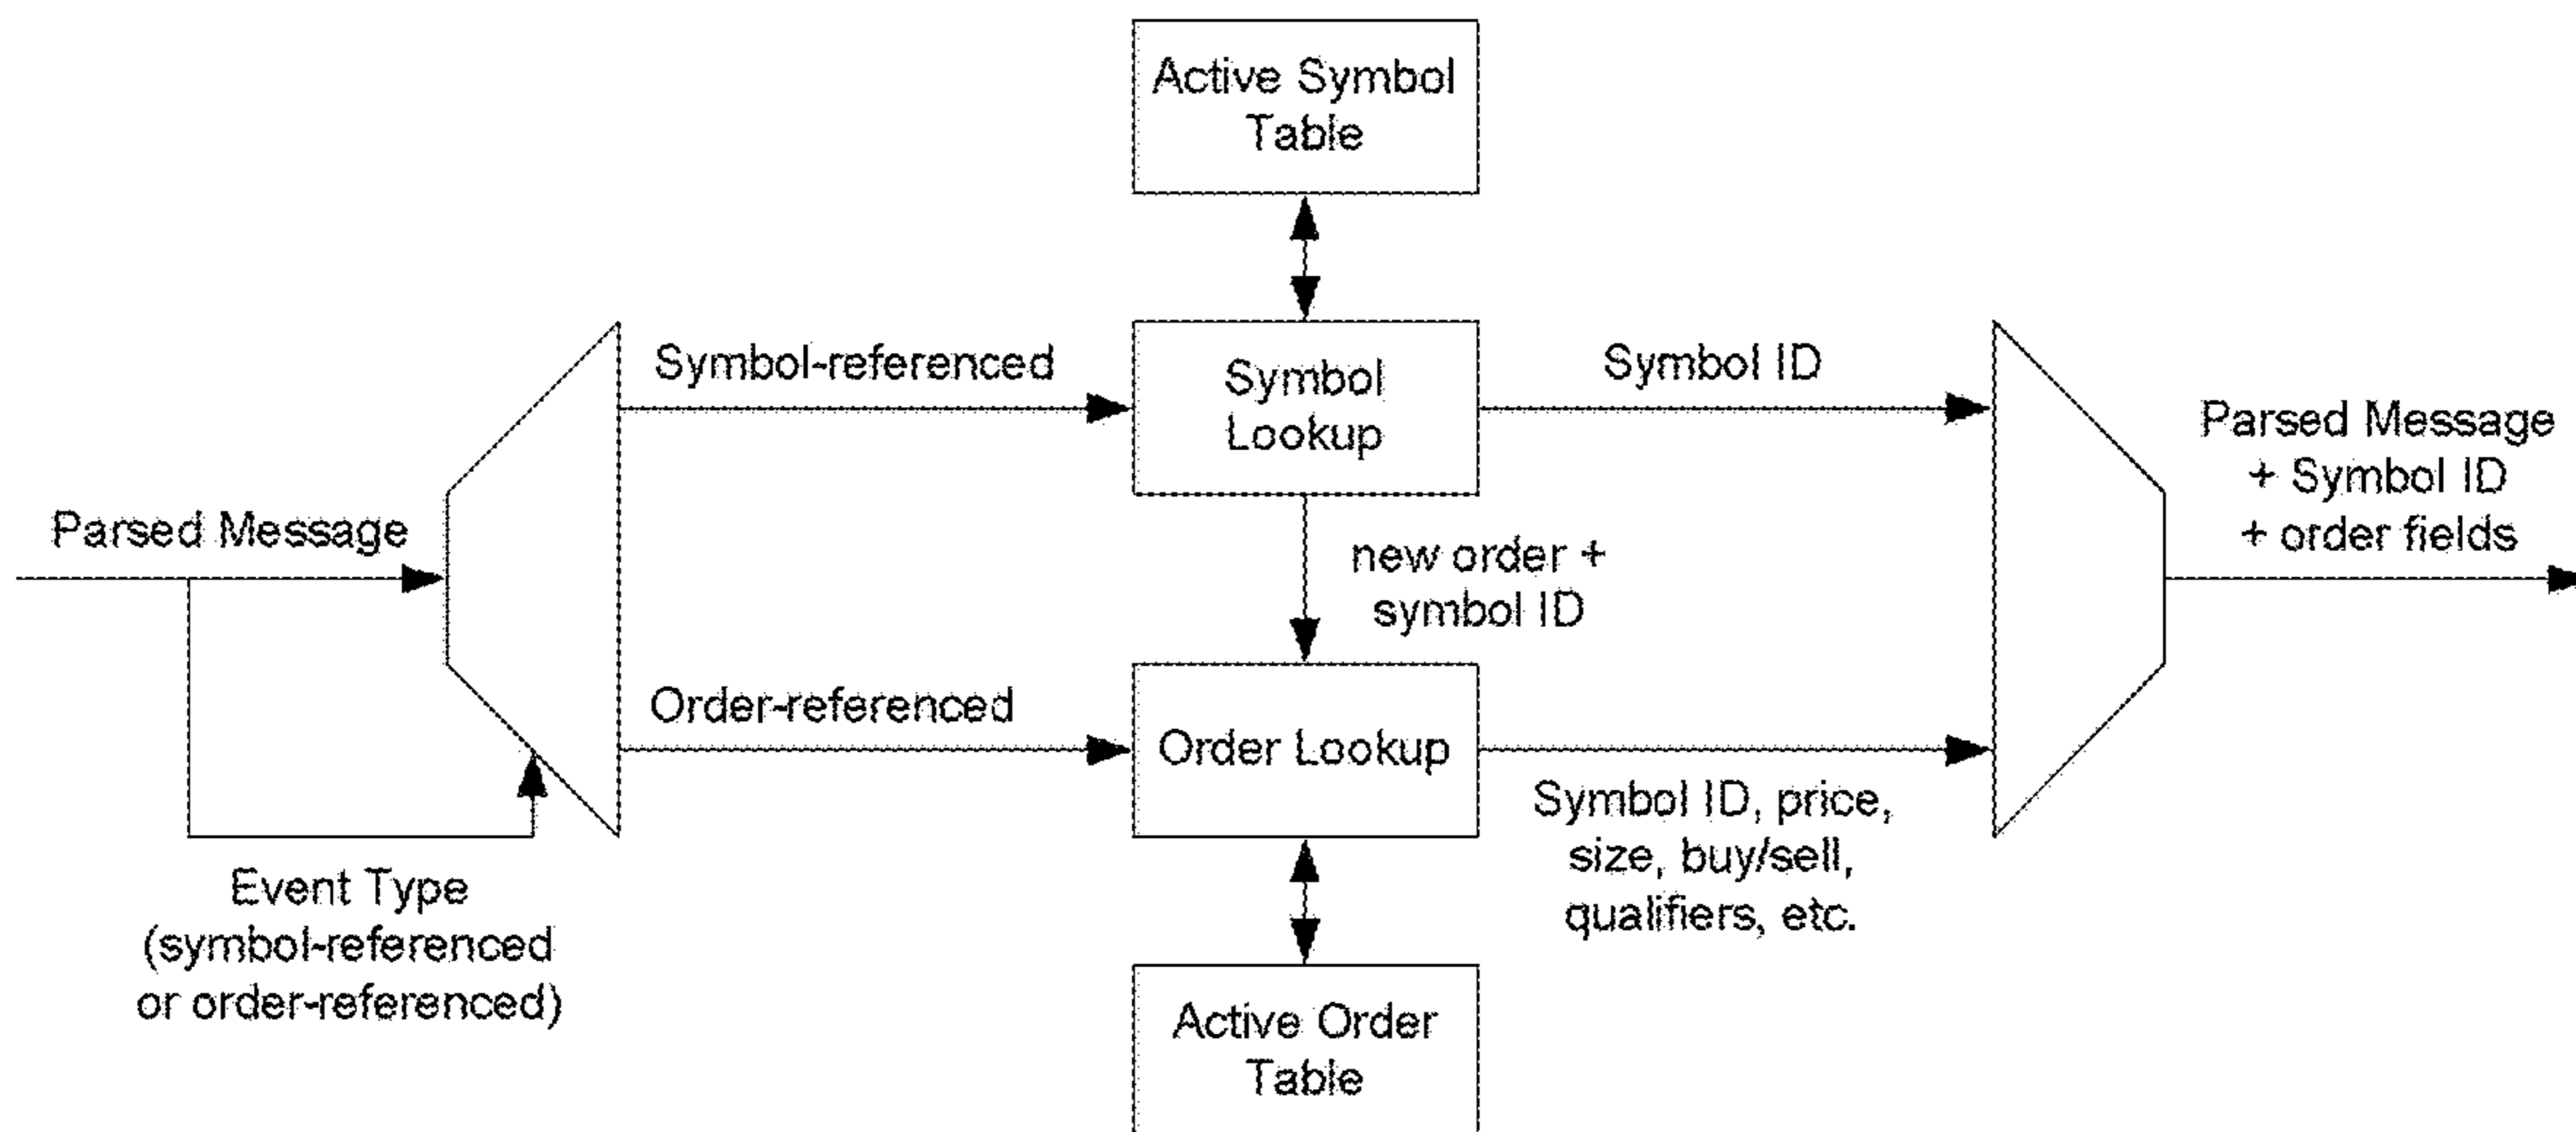 Active Symbol
Table
Symbol-referenced
Symbol
Lookup
Symbol ID
Parsed Message
+ Symbol ID
+ order fields
Parsed Message
new order +
symbol ID
Order-referenced
Order Lookup
Symbol ID, price,
size, buy/sell,
qualifiers, etc.
Event Type
(symbol-referenced
or order-referenced)
Active Order
Table